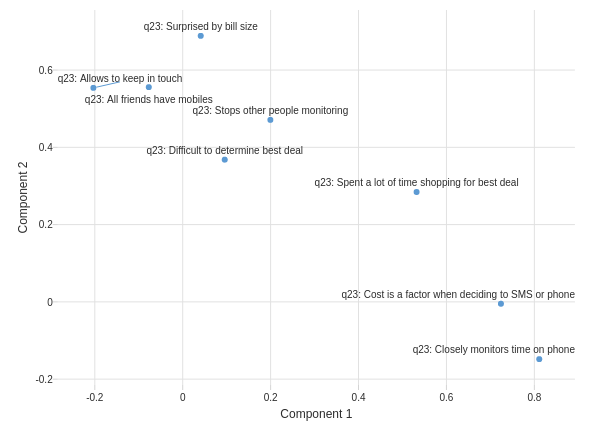 q23: Surprised by bill size
0.6
q23: Allows to keep in touch
q23: All friends have mobiles
q23: Stops other people monitoring
0.4
q23: Difficult to determine best deal
q23: Spent a lot of time shopping for best deal
Component 2
0.2
q23: Cost is a factor when deciding to SMS or phone
0
q23: Closely monitors time on phone
-0.2
-0.2 0 0.2 0.4 0.6 0.8
Component 1